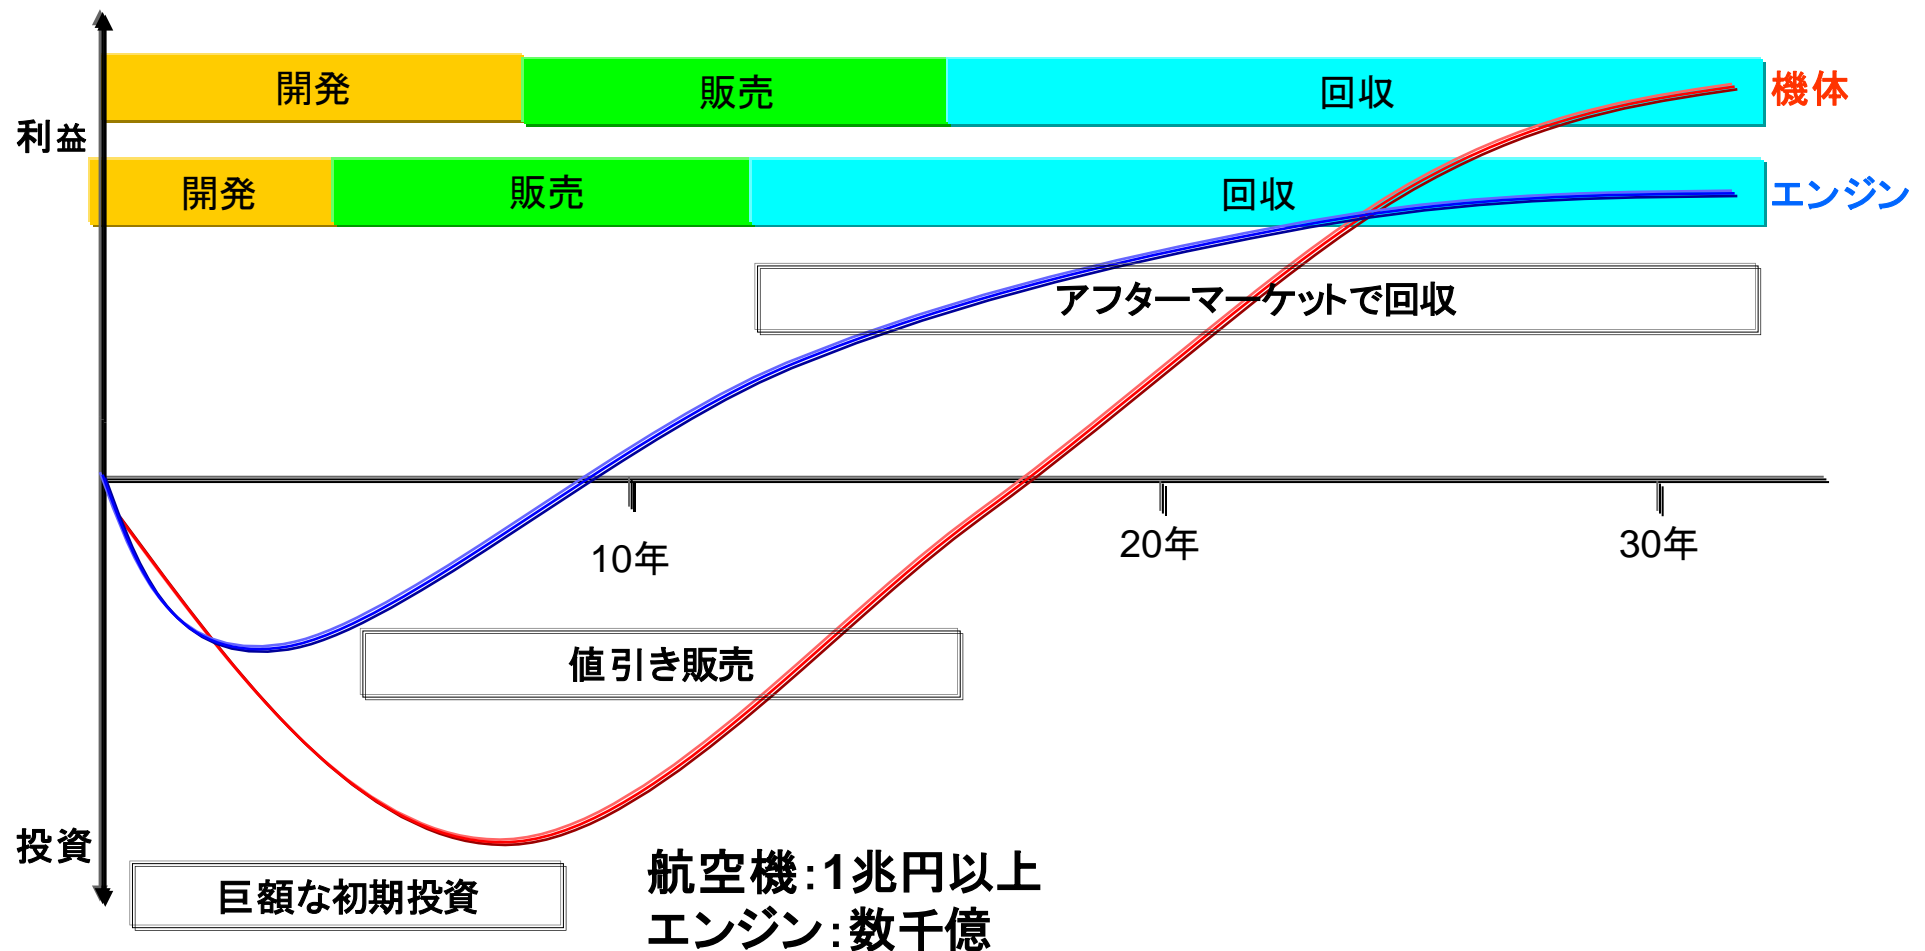 開発
販売
回収
機体
利益
開発
販売
回収
エンジン
アフターマーケットで回収
10年
20年
30年
値引き販売
投資
巨額な初期投資
航空機:1兆円以上
エンジン:数千億